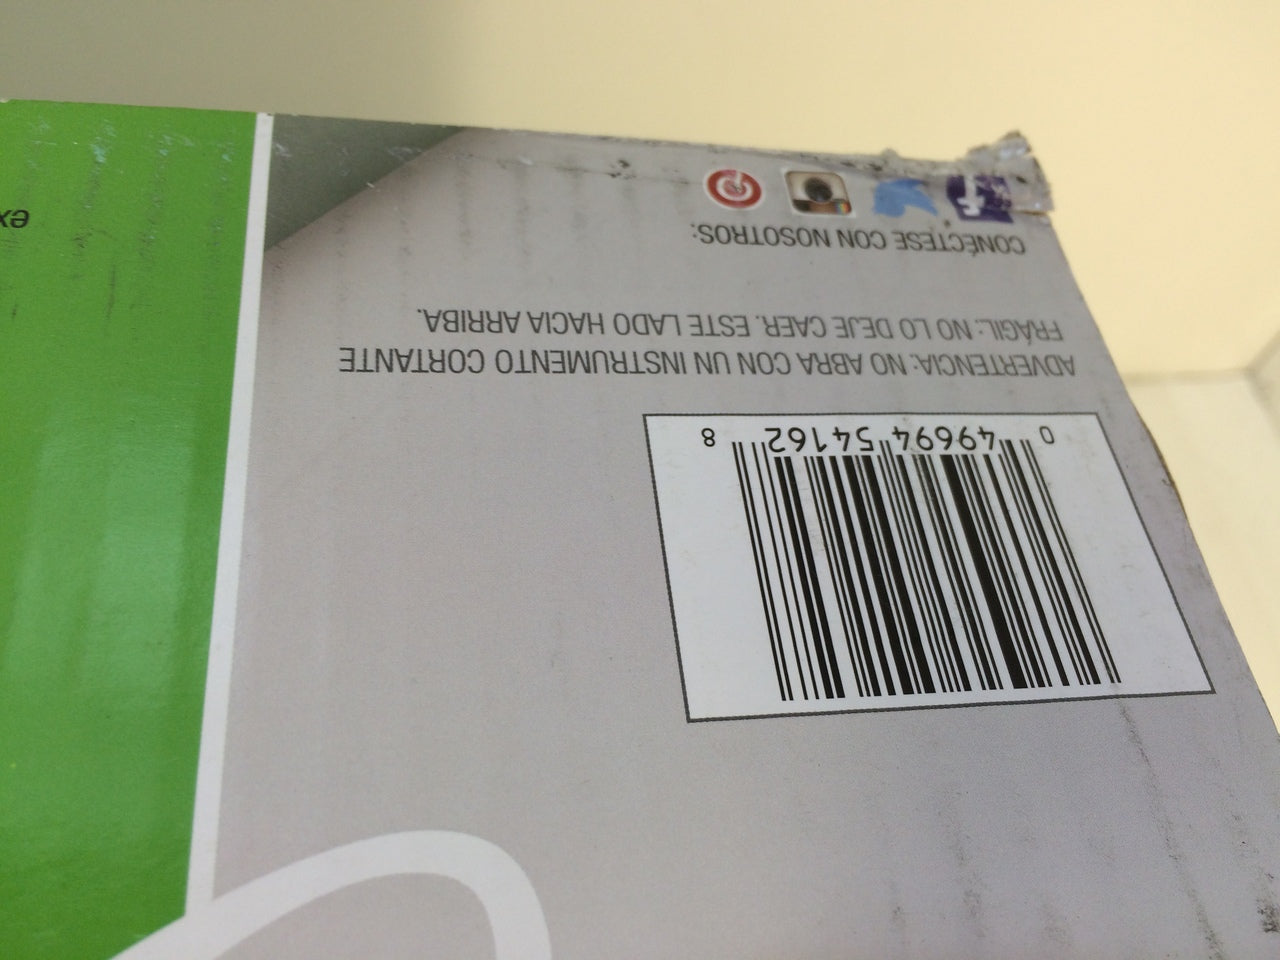 0 49694 54162 8
ADVERTENCIA: NO ABRA CON UN INSTRUMENTO CORTANTE
FRÁGIL: NO LO DEJE CAER. ESTE LADO HACIA ARRIBA.
CONÉCTESE CON NOSOTROS:
f
ex